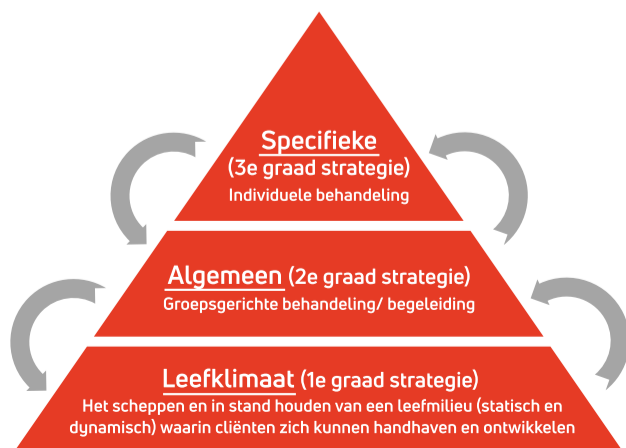 Specifieke
(3e graad strategie)
Individuele behandeling
Algemeen (2e graad strategie)
Groepsgerichte behandeling/ begeleiding
Leefklimaat (1e graad strategie)
Het scheppen en in stand houden van een leefmilieu (statisch en
dynamisch) waarin cliënten zich kunnen handhaven en ontwikkelen